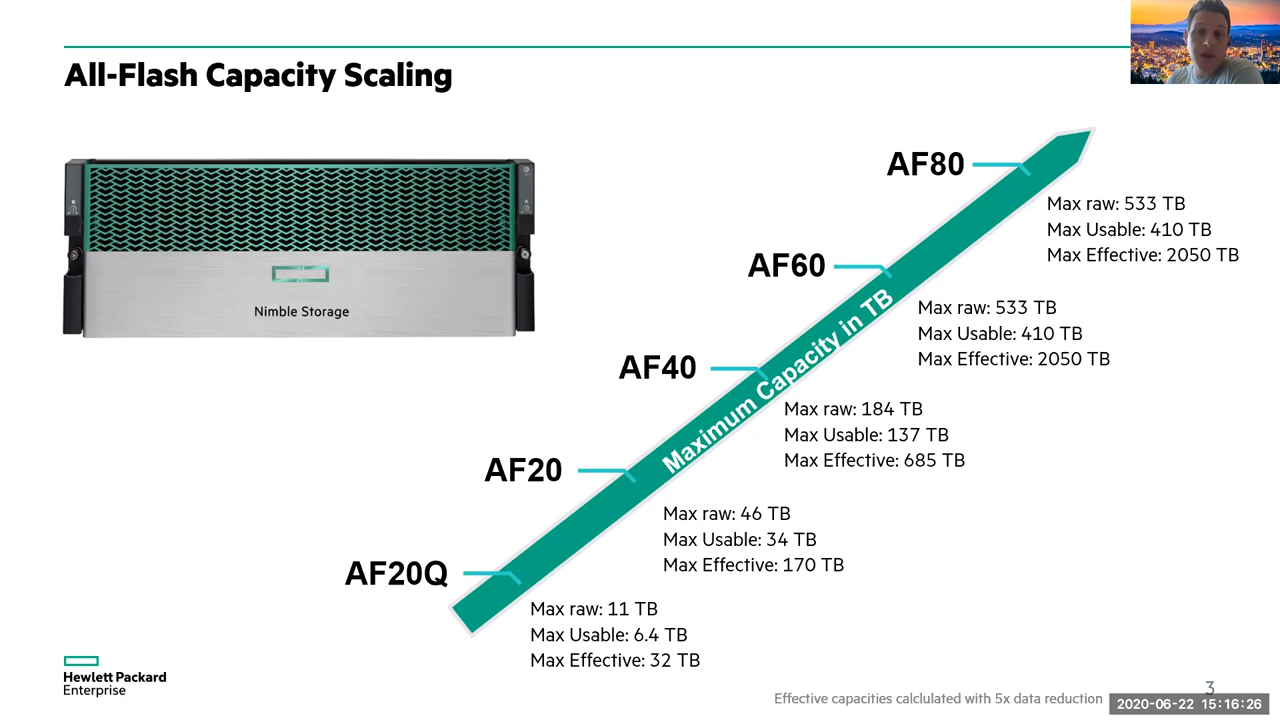 All-Flash Capacity Scaling
Nimble Storage
AF80
Max raw: 533 TB
Max Usable: 410 TB
Max Effective: 2050 TB
AF60
Max raw: 533 TB
Max Usable: 410 TB
Max Effective: 2050 TB
Maximum Capacity in TB
AF40
Max raw: 184 TB
Max Usable: 137 TB
Max Effective: 685 TB
AF20
Max raw: 46 TB
Max Usable: 34 TB
Max Effective: 170 TB
AF20Q
Max raw: 11 TB
Max Usable: 6.4 TB
Max Effective: 32 TB
Hewlett Packard
Enterprise
Effective capacities calclulated with 5x data reduction
3
2020-06-22 15:16:26